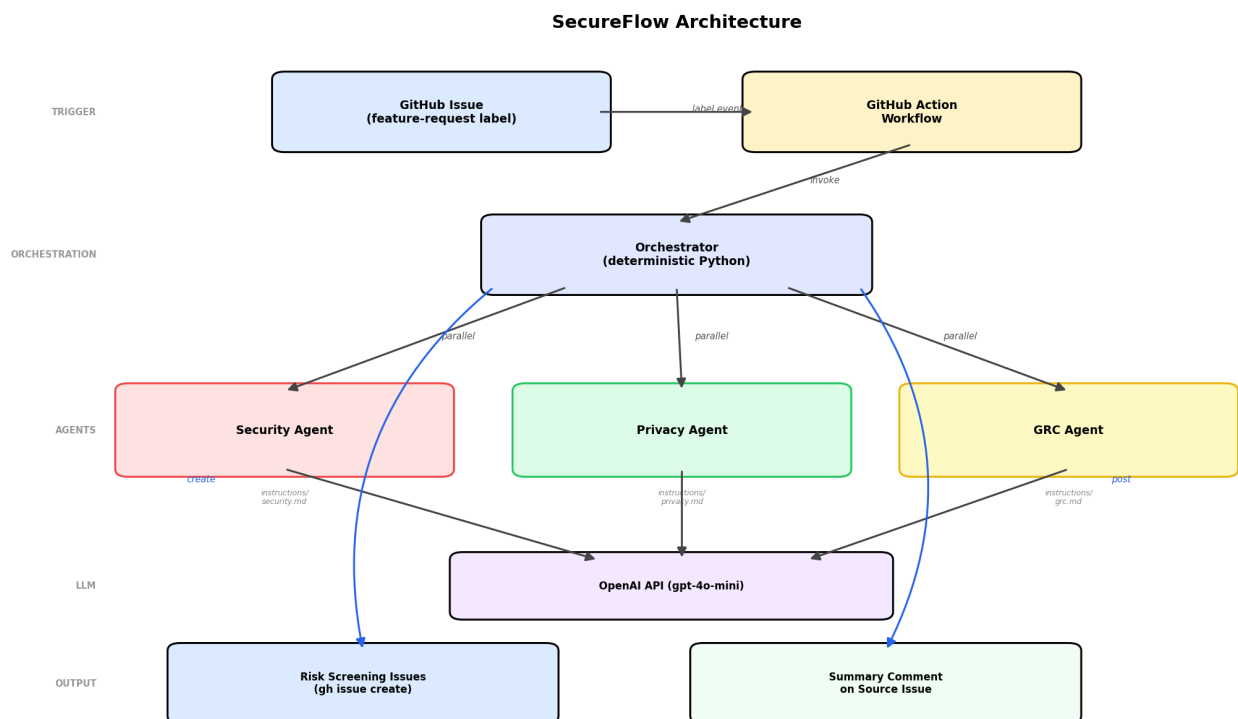 SecureFlow Architecture
TRIGGER
GitHub Issue
(feature-request label)
label event
GitHub Action
Workflow
invoke
ORCHESTRATION
Orchestrator
(deterministic Python)
parallel
parallel
parallel
AGENTS
Security Agent
Privacy Agent
GRC Agent
create
post
instructions/
security.md
instructions/
privacy.md
instructions/
grc.md
LLM
OpenAI API (gpt-4o-mini)
OUTPUT
Risk Screening Issues
(gh issue create)
Summary Comment
on Source Issue